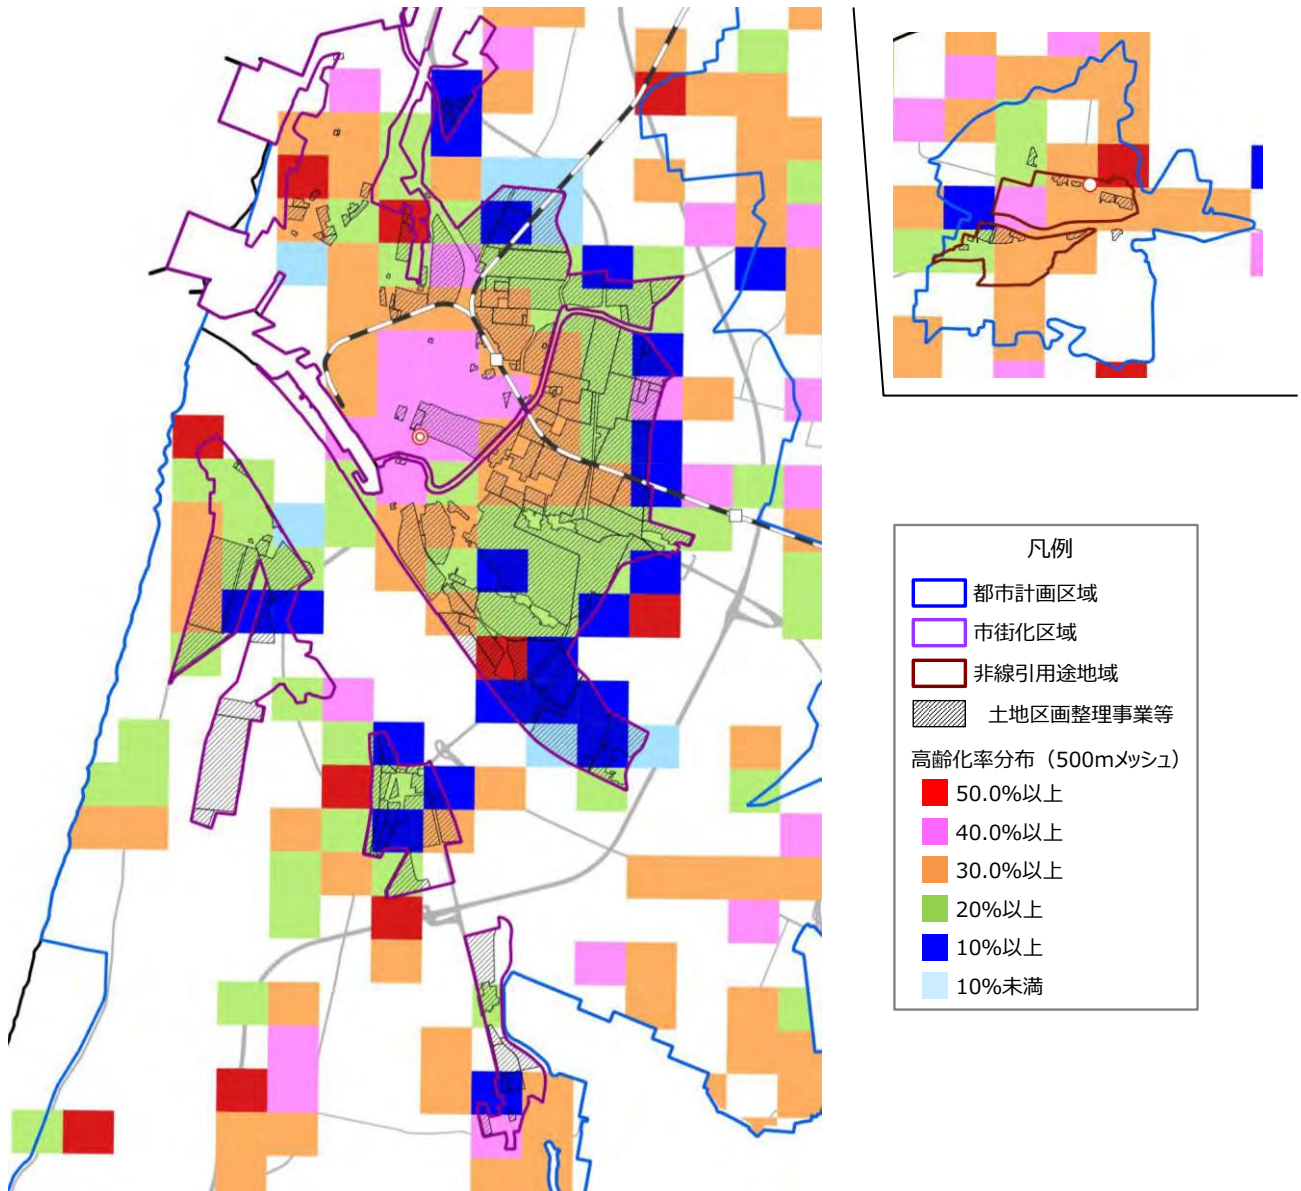 凡例
都市計画区域
市街化区域
非線引用途地域
土地区画整理事業等
高齢化率分布（500mメッシュ）
50.0%以上
40.0%以上
30.0%以上
20%以上
10%以上
10%未満